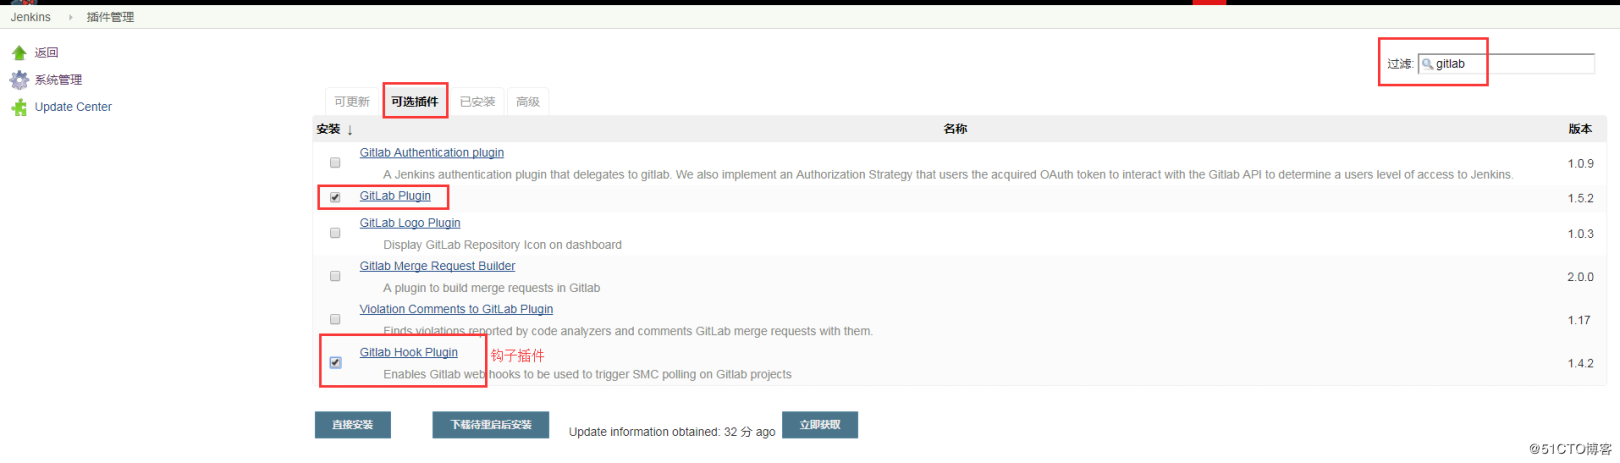 Jenkins 插件管理
返回
系统管理
Update Center
过滤: gitlab
可更新 可选插件 已安装 高级
安装 ↓ 名称 版本
Gitlab Authentication plugin
A Jenkins authentication plugin that delegates to gitlab. We also implement an Authorization Strategy that users the acquired OAuth token to interact with the Gitlab API to determine a users level of access to Jenkins.
1.0.9
GitLab Plugin 1.5.2
GitLab Logo Plugin
Display GitLab Repository Icon on dashboard
1.0.3
Gitlab Merge Request Builder
A plugin to build merge requests in Gitlab
2.0.0
Violation Comments to GitLab Plugin
Finds violations reported by code analyzers and comments GitLab merge requests with them.
1.17
Gitlab Hook Plugin 钩子插件
Enables Gitlab web hooks to be used to trigger SMC polling on Gitlab projects
1.4.2
直接安装 下载待重启后安装 Update information obtained: 32 分 ago 立即获取
@51CTO博客